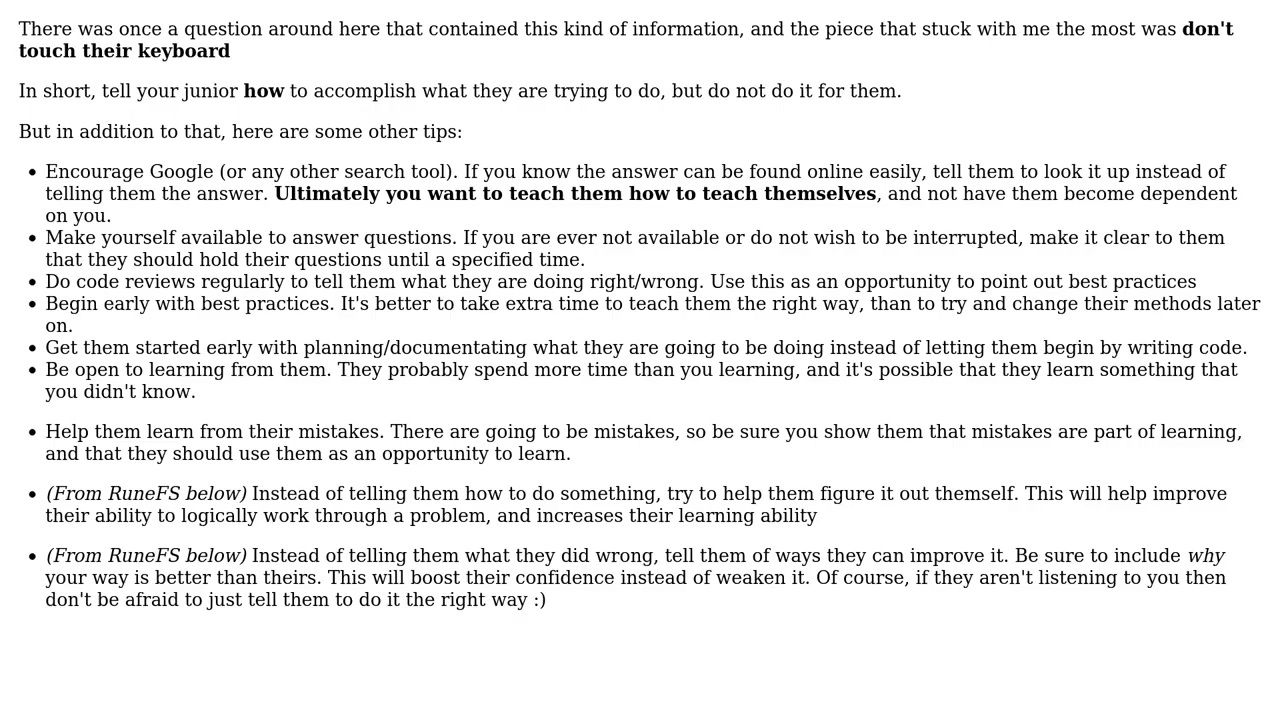 There was once a question around here that contained this kind of information, and the piece that stuck with me the most was don't
touch their keyboard
In short, tell your junior how to accomplish what they are trying to do, but do not do it for them.
But in addition to that, here are some other tips:
• Encourage Google (or any other search tool). If you know the answer can be found online easily, tell them to look it up instead of
telling them the answer. Ultimately you want to teach them how to teach themselves, and not have them become dependent
on you.
• Make yourself available to answer questions. If you are ever not available or do not wish to be interrupted, make it clear to them
that they should hold their questions until a specified time.
• Do code reviews regularly to tell them what they are doing right/wrong. Use this as an opportunity to point out best practices
• Begin early with best practices. It's better to take extra time to teach them the right way, than to try and change their methods later
on.
• Get them started early with planning/documentating what they are going to be doing instead of letting them begin by writing code.
• Be open to learning from them. They probably spend more time than you learning, and it's possible that they learn something that
you didn't know.
• Help them learn from their mistakes. There are going to be mistakes, so be sure you show them that mistakes are part of learning,
and that they should use them as an opportunity to learn.
• (From RuneFS below) Instead of telling them how to do something, try to help them figure it out themself. This will help improve
their ability to logically work through a problem, and increases their learning ability
• (From RuneFS below) Instead of telling them what they did wrong, tell them of ways they can improve it. Be sure to include why
your way is better than theirs. This will boost their confidence instead of weaken it. Of course, if they aren't listening to you then
don't be afraid to just tell them to do it the right way :)